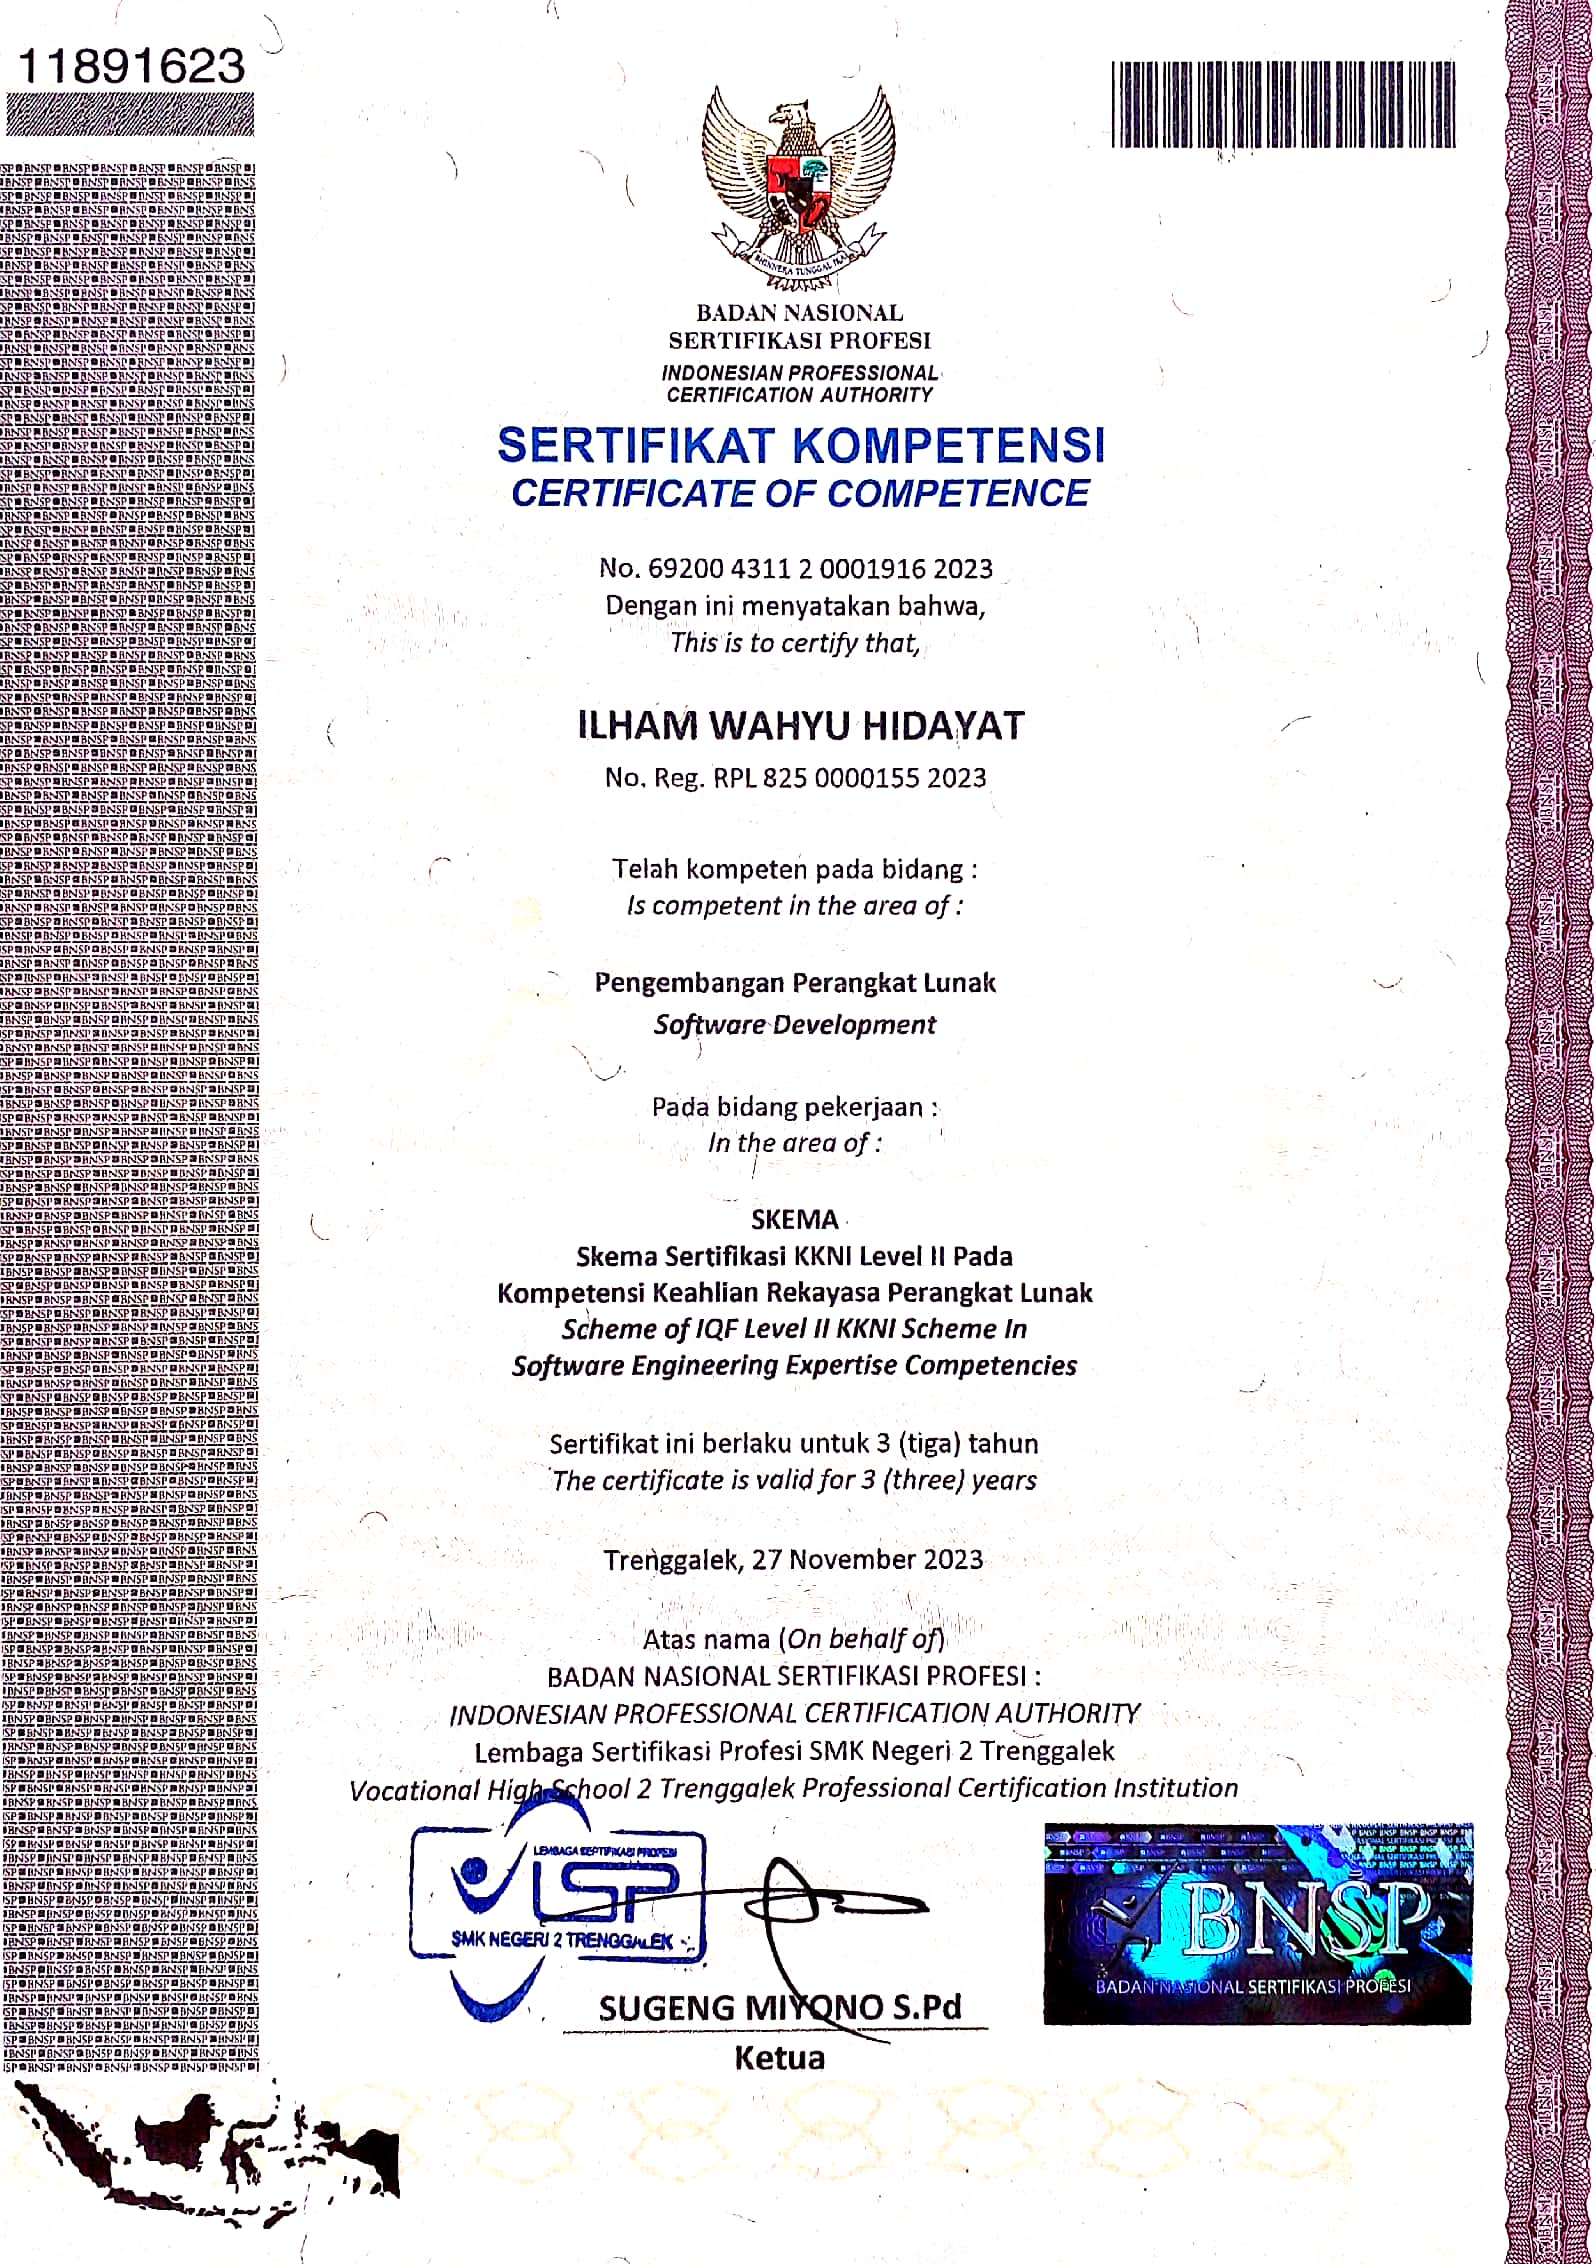 11891623
BHINNEKA TUNGGAL IKA
BADAN NASIONAL
SERTIFIKASI PROFESI
INDONESIAN PROFESSIONAL
CERTIFICATION AUTHORITY
SERTIFIKAT KOMPETENSI
CERTIFICATE OF COMPETENCE
No. 69200 4311 2 0001916 2023
Dengan ini menyatakan bahwa,
This is to certify that,
ILHAM WAHYU HIDAYAT
No. Reg. RPL 825 0000155 2023
Telah kompeten pada bidang :
Is competent in the area of :
Pengembangan Perangkat Lunak
Software Development
Pada bidang pekerjaan :
In the area of :
SKEMA
Skema Sertifikasi KKNI Level II Pada
Kompetensi Keahlian Rekayasa Perangkat Lunak
Scheme of IQF Level II KKNI Scheme In
Software Engineering Expertise Competencies
Sertifikat ini berlaku untuk 3 (tiga) tahun
The certificate is valid for 3 (three) years
Trenggalek, 27 November 2023
Atas nama (On behalf of)
BADAN NASIONAL SERTIFIKASI PROFESI :
INDONESIAN PROFESSIONAL CERTIFICATION AUTHORITY
Lembaga Sertifikasi Profesi SMK Negeri 2 Trenggalek
Vocational High School 2 Trenggalek Professional Certification Institution
LEMBAGA SERTIFIKASI PROFESI
LSP
SMK NEGERI 2 TRENGGALEK
BNSP
BADAN NASIONAL SERTIFIKASI PROFESI
SUGENG MIYONO S.Pd
Ketua